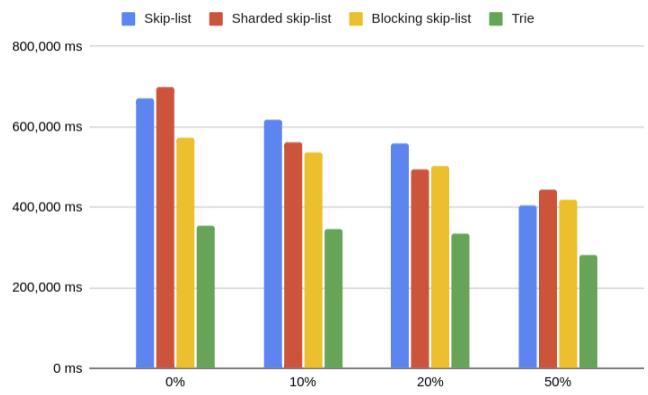 Skip-list Sharded skip-list Blocking skip-list Trie
800,000 ms
600,000 ms
400,000 ms
200,000 ms
0 ms
0% 10% 20% 50%